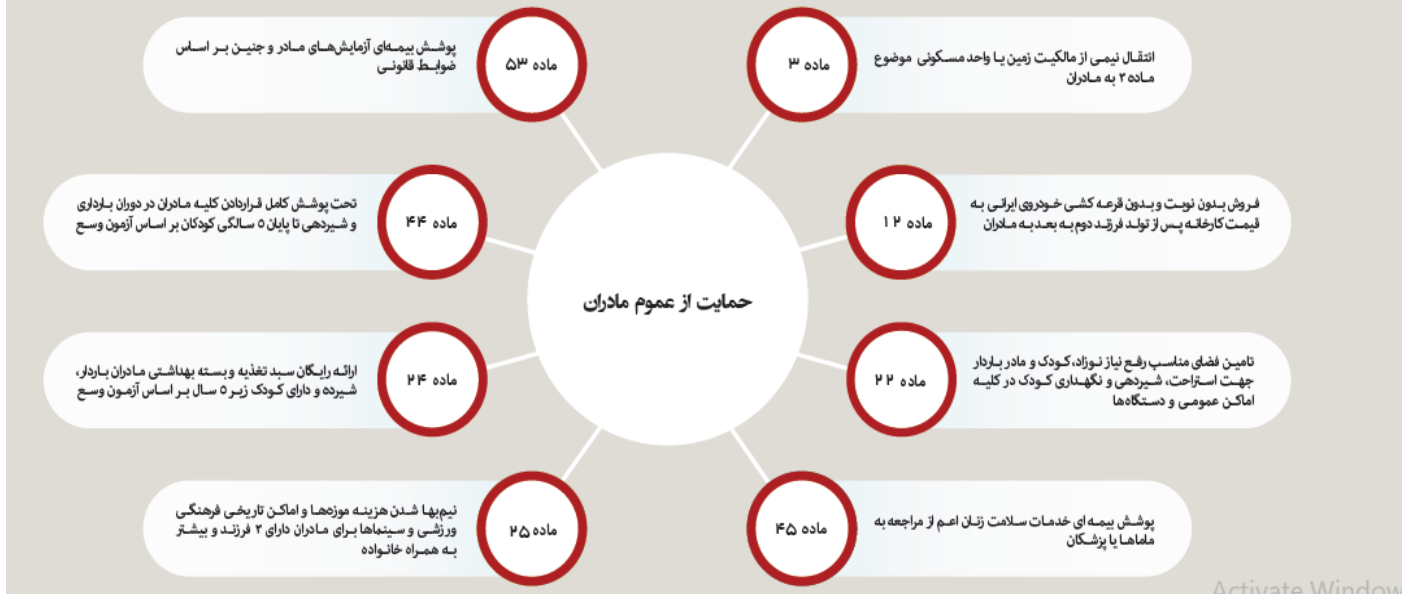 حمایت از عموم مادران
ماده ۳
انتقال نیمی از مالکیت زمین یا واحد مسکونی موضوع
ماده ۲ به مادران
ماده ۱۲
فروش بدون نوبت و بدون قرعه کشی خودروی ایرانی به
قیمت کارخانه پس از تولد فرزند دوم به بعد به مادران
ماده ۲۲
تامین فضای مناسب رفع نیاز نوزاد، کودک و مادر باردار
جهت استراحت، شیردهی و نگهداری کودک در کلیه
اماکن عمومی و دستگاه‌ها
ماده ۴۵
پوشش بیمه ای خدمات سلامت زنان اعم از مراجعه به
ماماها یا پزشکان
ماده ۵۳
پوشش بیمه‌ای آزمایش‌های مادر و جنین بر اساس
ضوابط قانونی
ماده ۴۴
تحت پوشش کامل قراردادن کلیه مادران در دوران بارداری
و شیردهی تا پایان ۵ سالگی کودکان بر اساس آزمون وسع
ماده ۲۴
ارائه رایگان سبد تغذیه و بسته بهداشتی مادران باردار،
شیرده و دارای کودک زیر ۵ سال بر اساس آزمون وسع
ماده ۲۵
نیم‌بها شدن هزینه موزه‌ها و اماکن تاریخی فرهنگی
ورزشی و سینماها برای مادران دارای ۳ فرزند و بیشتر
به همراه خانواده
Activate Window